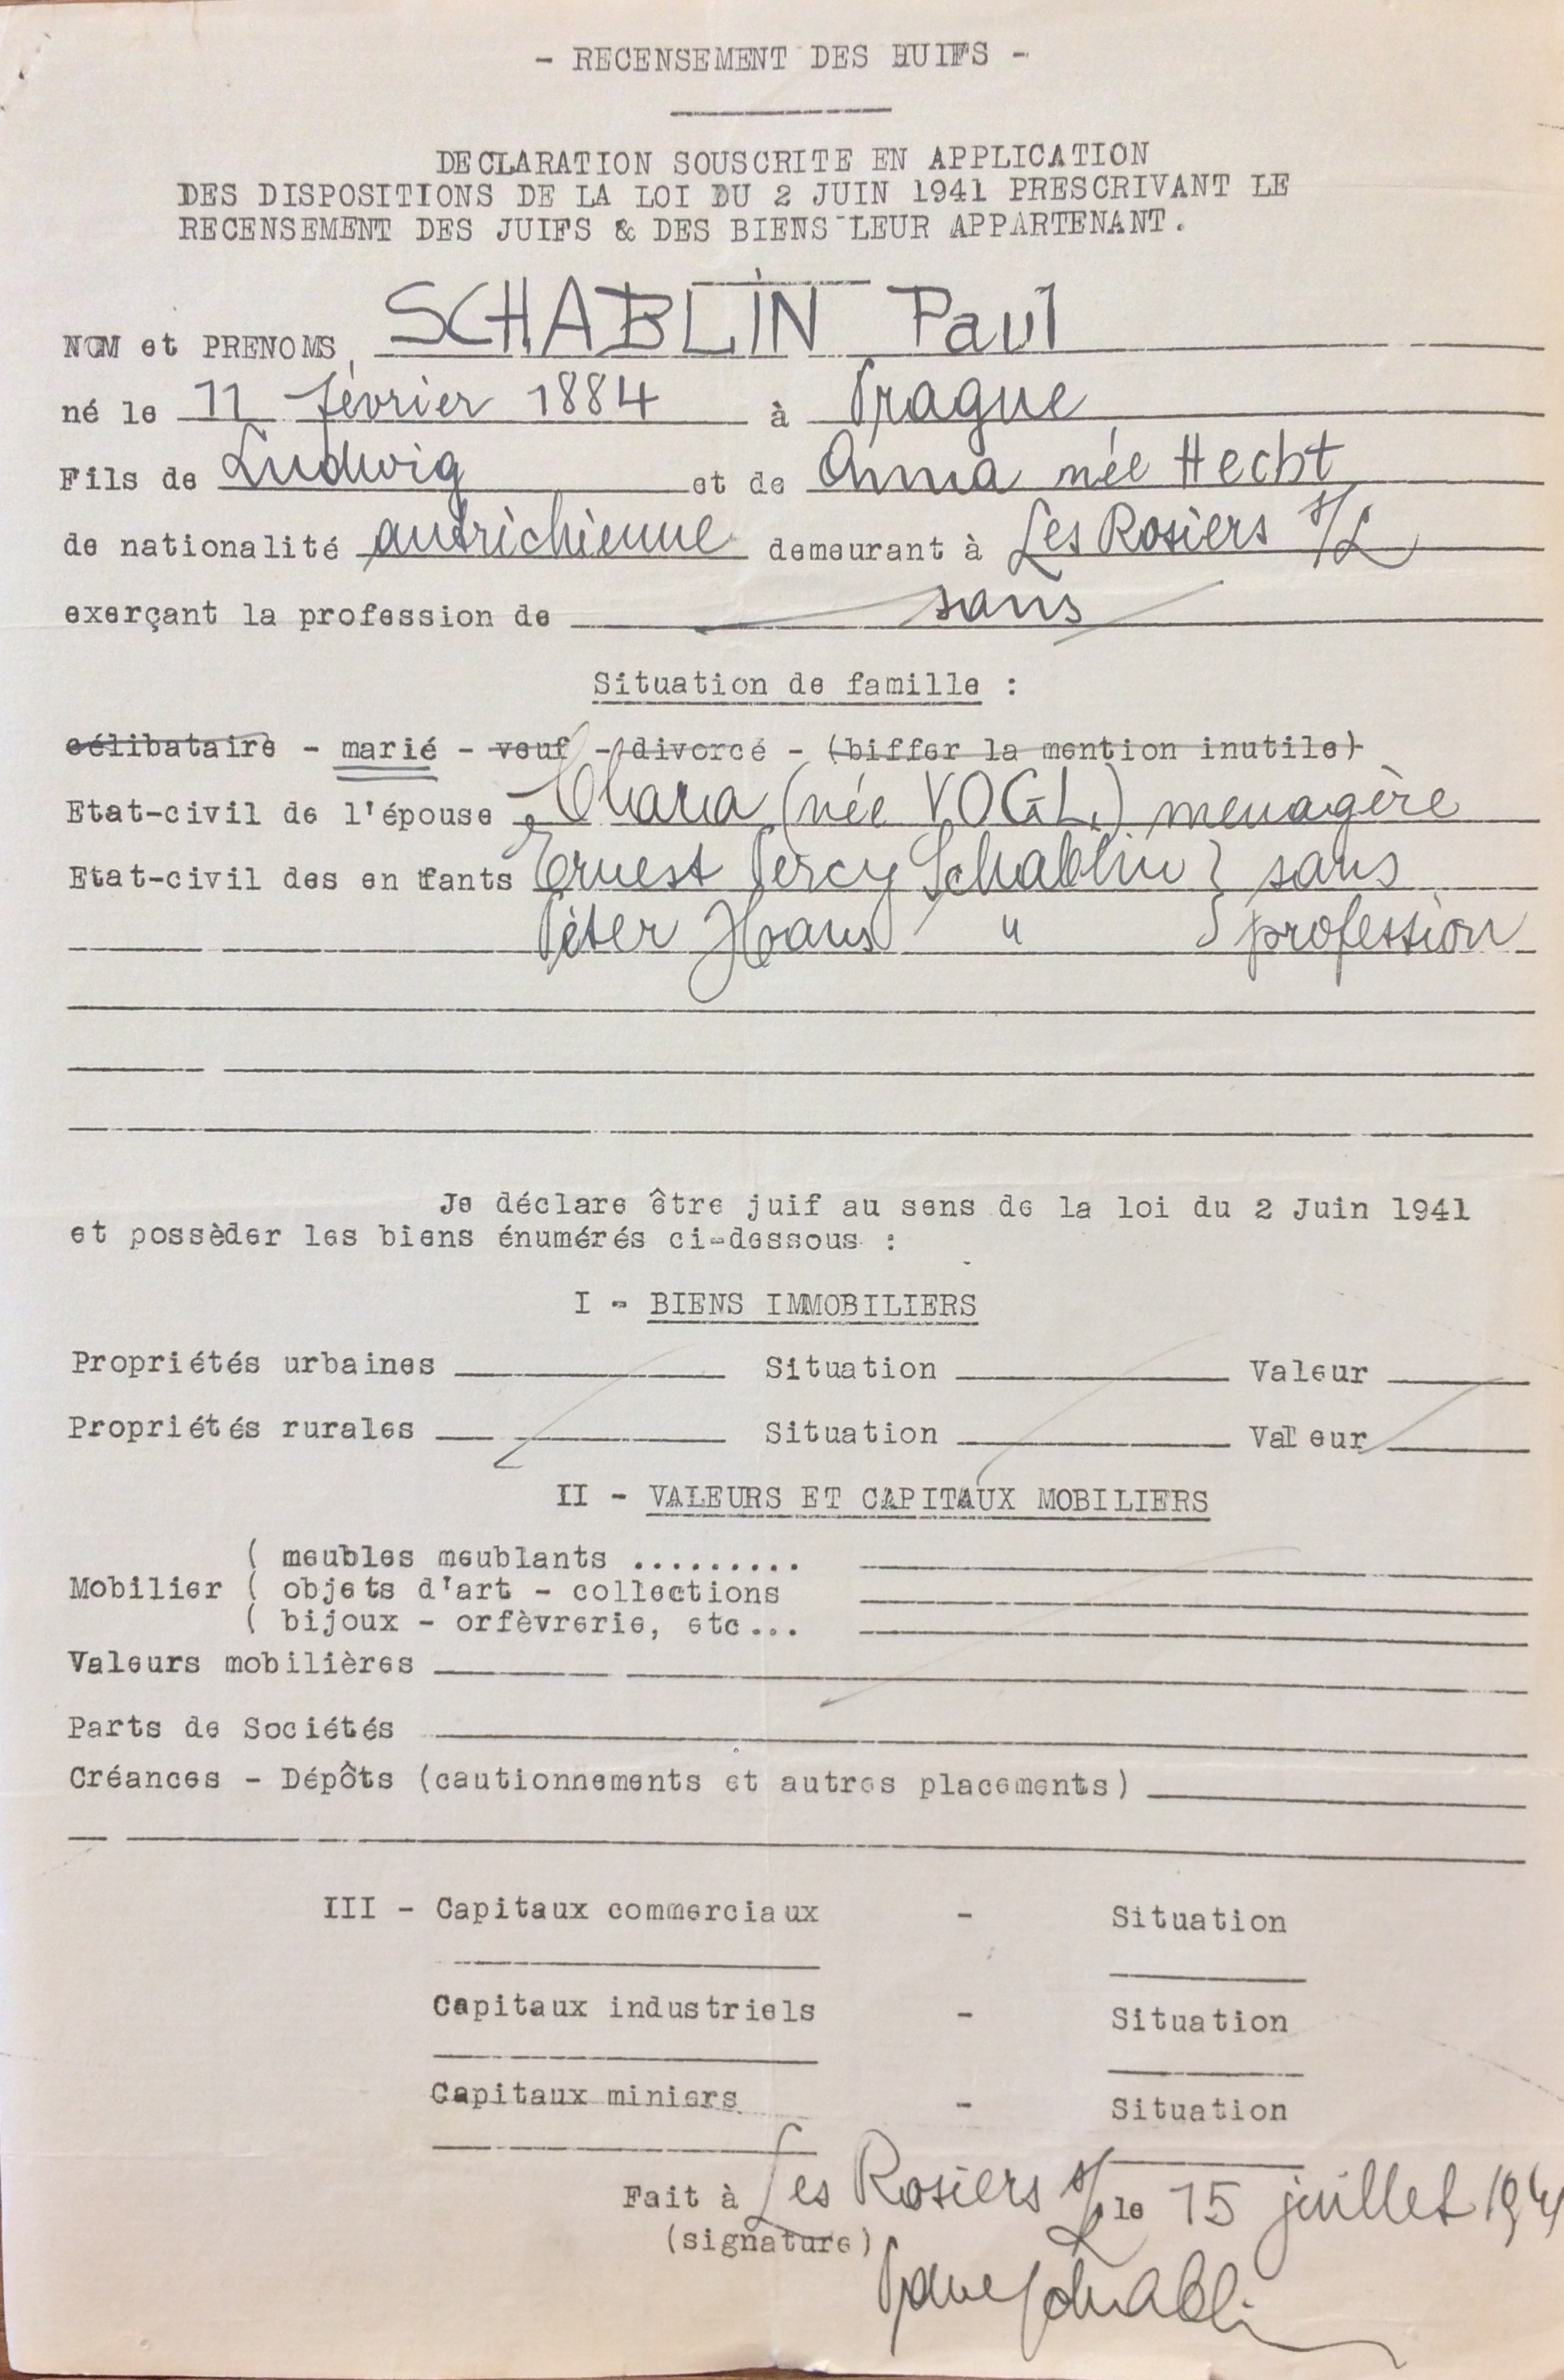 - RECENSEMENT DES HUIFS -
DECLARATION SOUSCRITE EN APPLICATION
DES DISPOSITIONS DE LA LOI DU 2 JUIN 1941 PRESCRIVANT LE
RECENSEMENT DES JUIFS & DES BIENS LEUR APPARTENANT.
NOM et PRENOMS SCHABLIN Paul
né le 11 février 1884 à Prague
Fils de Ludwig et de Anna née Hecht
de nationalité autrichienne demeurant à Les Rosiers s/L
exerçant la profession de sans
Situation de famille :
célibataire - marié - veuf - divorcé - (biffer la mention inutile)
Etat-civil de l'épouse (née VOGL) menagère
Etat-civil des enfants Ernest Percy Schablin } sans
Péter Hans " } profession
Je déclare être juif au sens de la loi du 2 Juin 1941
et possèder les biens énumérés ci-dessous :
I - BIENS IMMOBILIERS
Propriétés urbaines Situation Valeur
Propriétés rurales Situation Valeur
II - VALEURS ET CAPITAUX MOBILIERS
( meubles meublants .........
Mobilier ( objets d'art - collections
( bijoux - orfèvrerie, etc...
Valeurs mobilières
Parts de Sociétés
Créances - Dépôts (cautionnements et autres placements)
III - Capitaux commerciaux - Situation
Capitaux industriels - Situation
Capitaux miniers - Situation
Fait à Les Rosiers s/L le 15 juillet 1941
(signature)
Paul Schablin